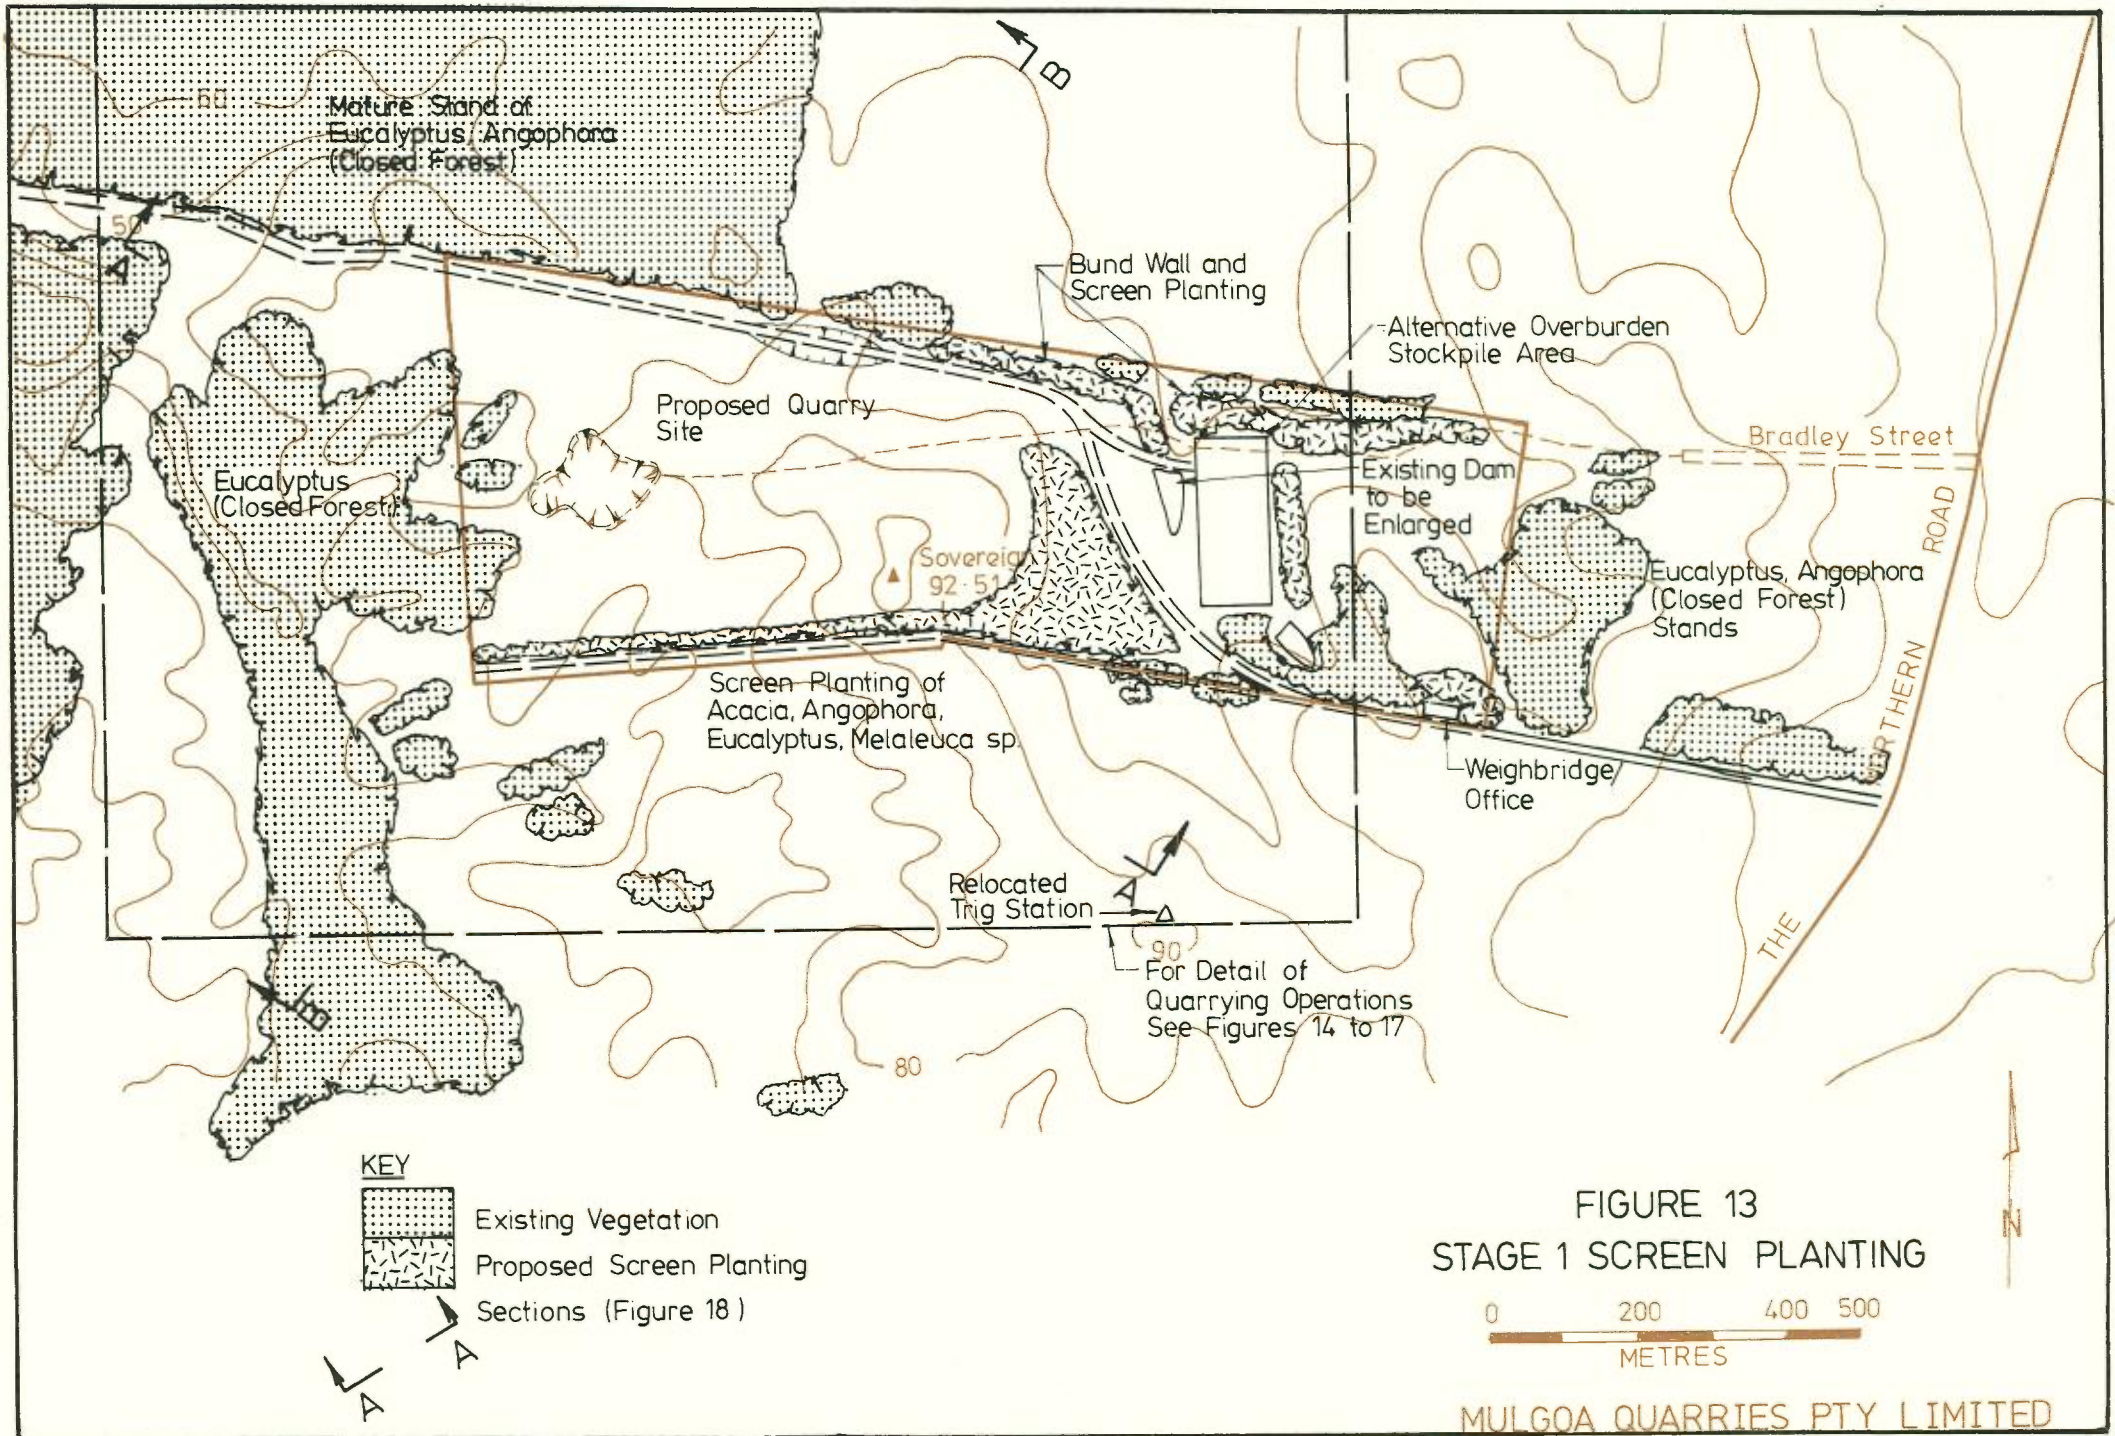 B
60
Mature Stand of
Eucalyptus, Angophora
(Closed Forest)
50
A
Bund Wall and
Screen Planting
Alternative Overburden
Stockpile Area
Proposed Quarry
Site
Bradley Street
Existing Dam
to be
Enlarged
Eucalyptus
(Closed Forest)
Sovereig
92·51
Eucalyptus, Angophora
(Closed Forest)
Stands
Screen Planting of
Acacia, Angophora,
Eucalyptus, Melaleuca sp.
Weighbridge/
Office
THE RTHERN ROAD
A
Relocated
Trig Station
90
For Detail of
Quarrying Operations
See Figures 14 to 17
B
80
KEY
Existing Vegetation
Proposed Screen Planting
Sections (Figure 18)
A
A
FIGURE 13
STAGE 1 SCREEN PLANTING
0 200 400 500
METRES
N
MULGOA QUARRIES PTY LIMITED